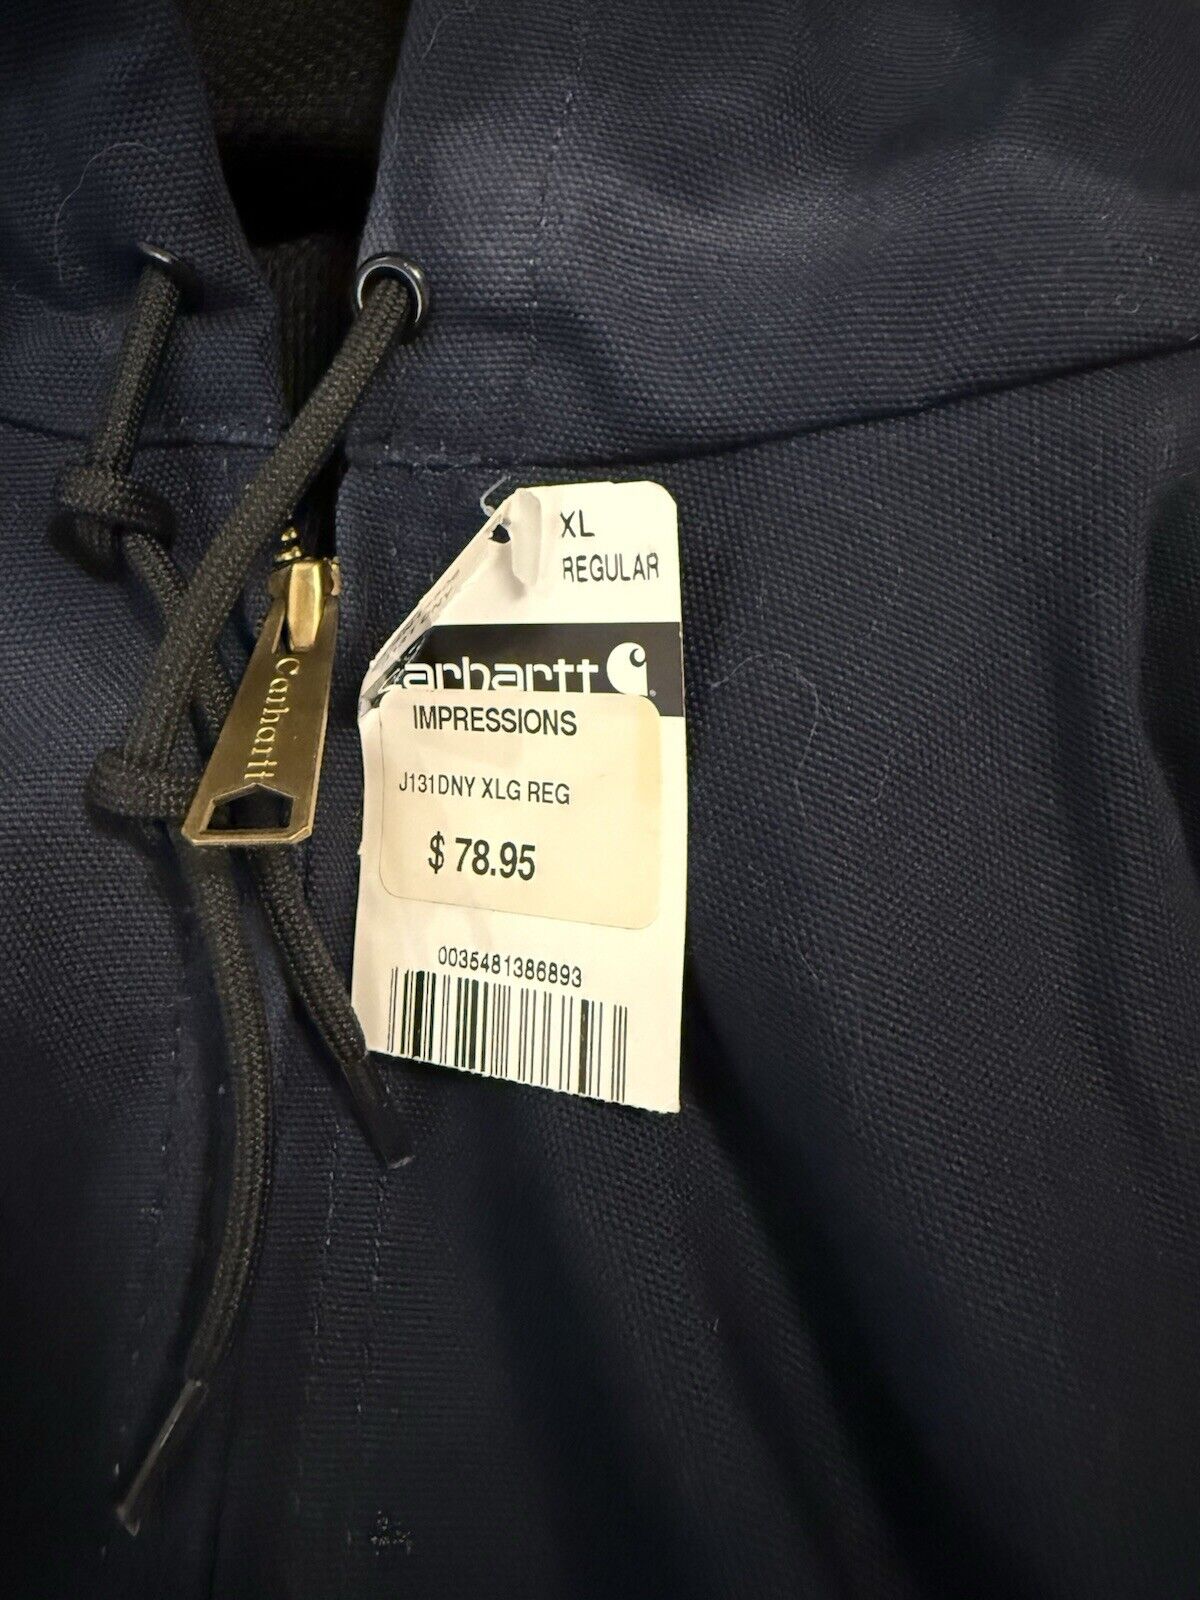 XL
REGULAR
carhartt
IMPRESSIONS
J131DNY XLG REG
$ 78.95
0035481386893
Carhartt